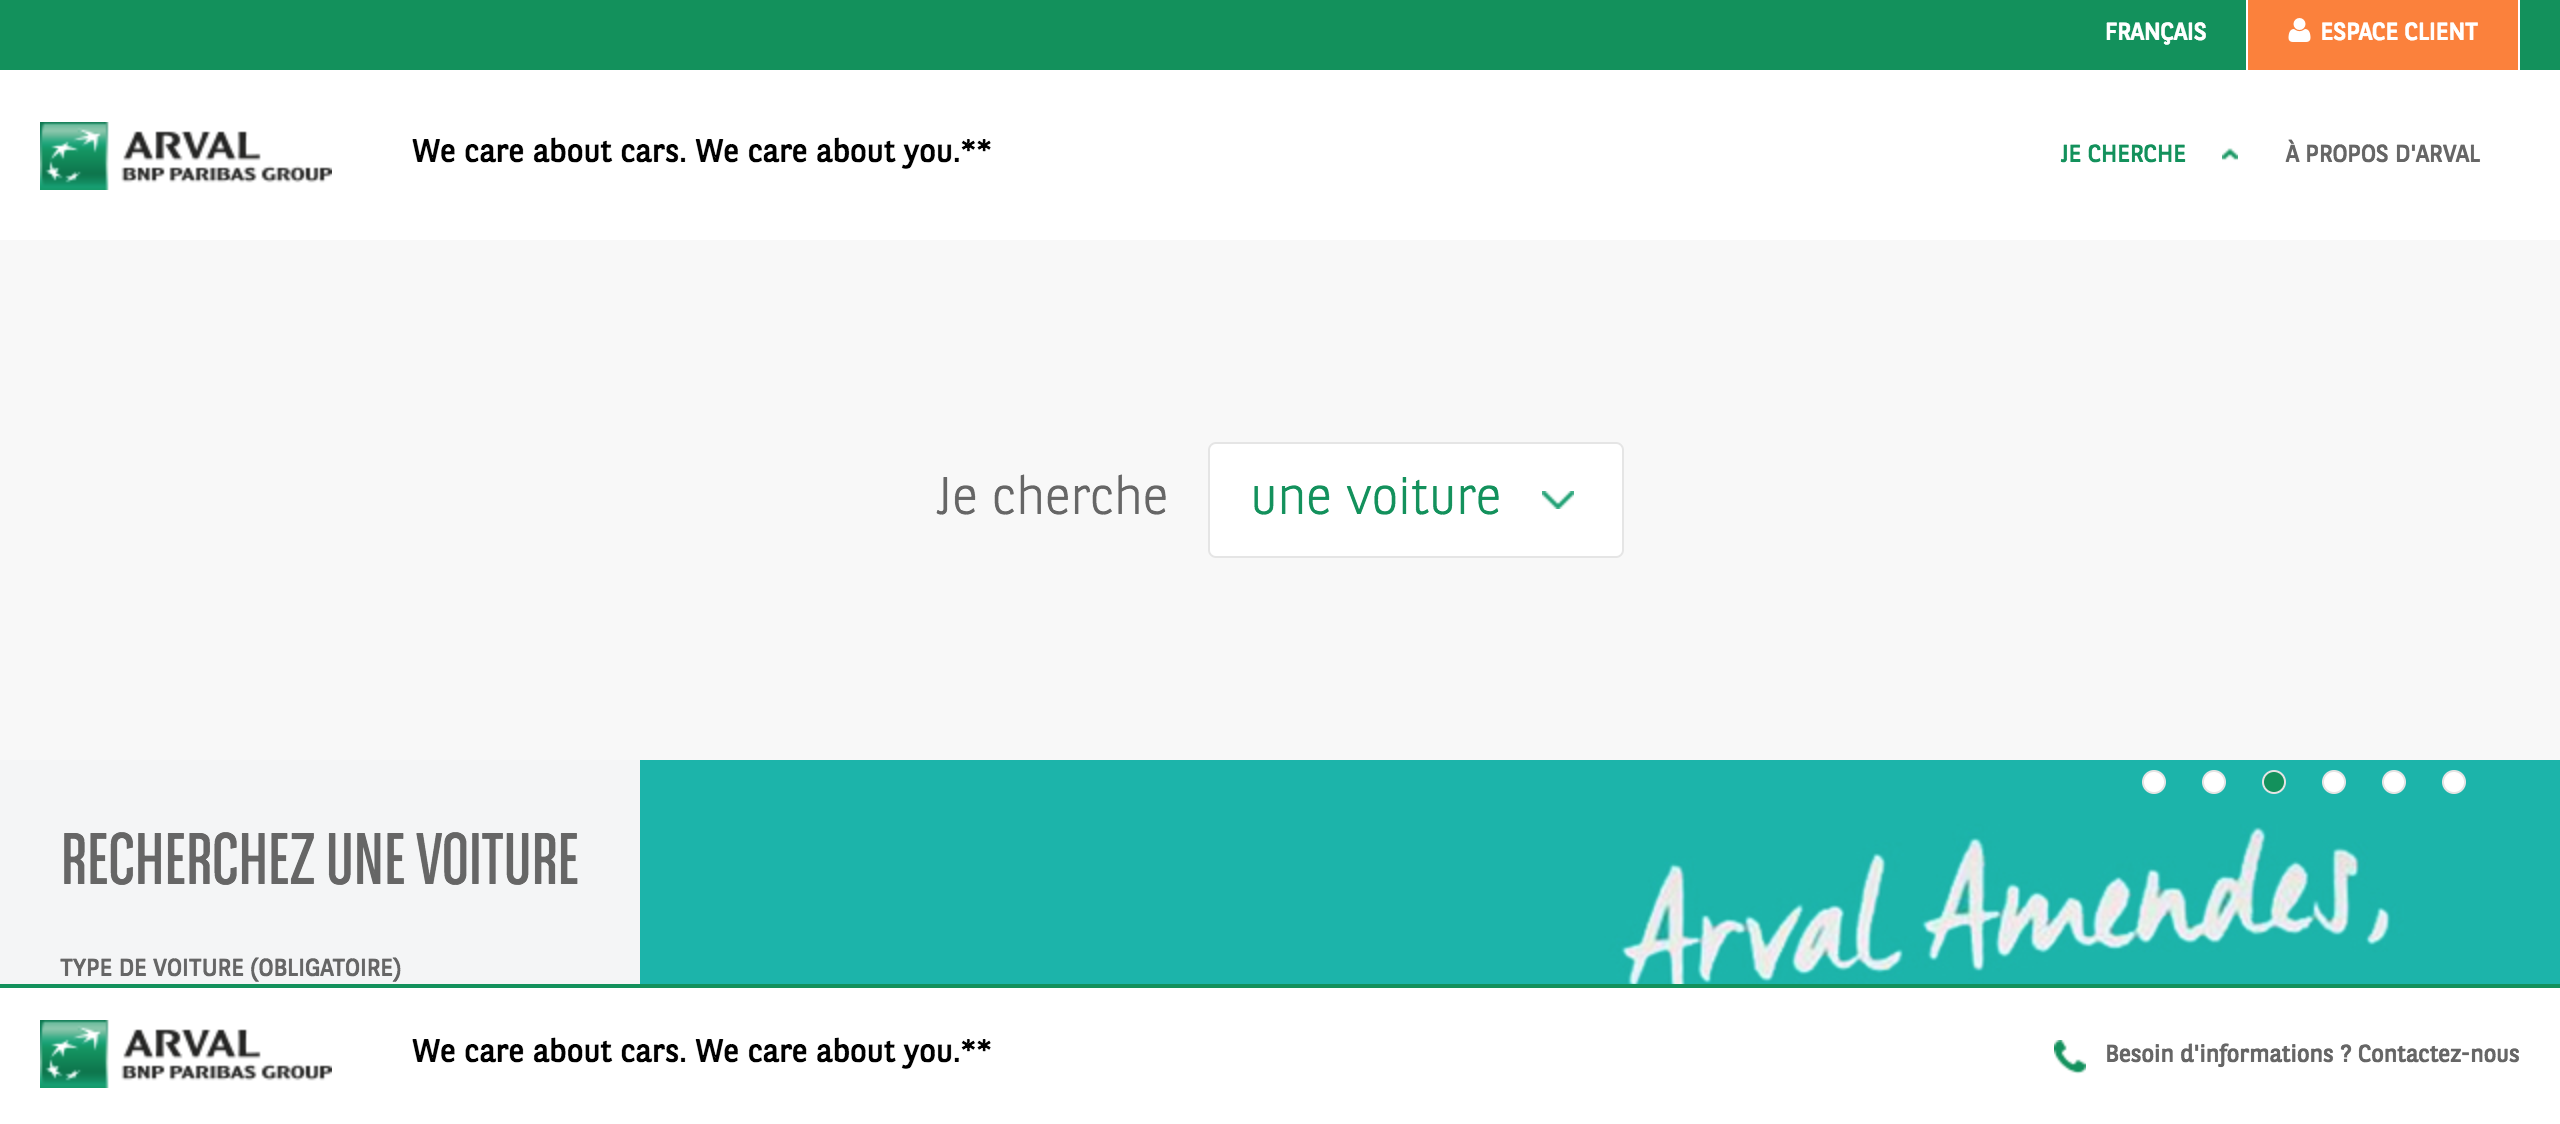 FRANÇAIS
ESPACE CLIENT
ARVAL
BNP PARIBAS GROUP
We care about cars. We care about you.**
JE CHERCHE
À PROPOS D'ARVAL
Je cherche
une voiture
RECHERCHEZ UNE VOITURE
TYPE DE VOITURE (OBLIGATOIRE)
Arval Amendes,
ARVAL
BNP PARIBAS GROUP
We care about cars. We care about you.**
Besoin d'informations ? Contactez-nous